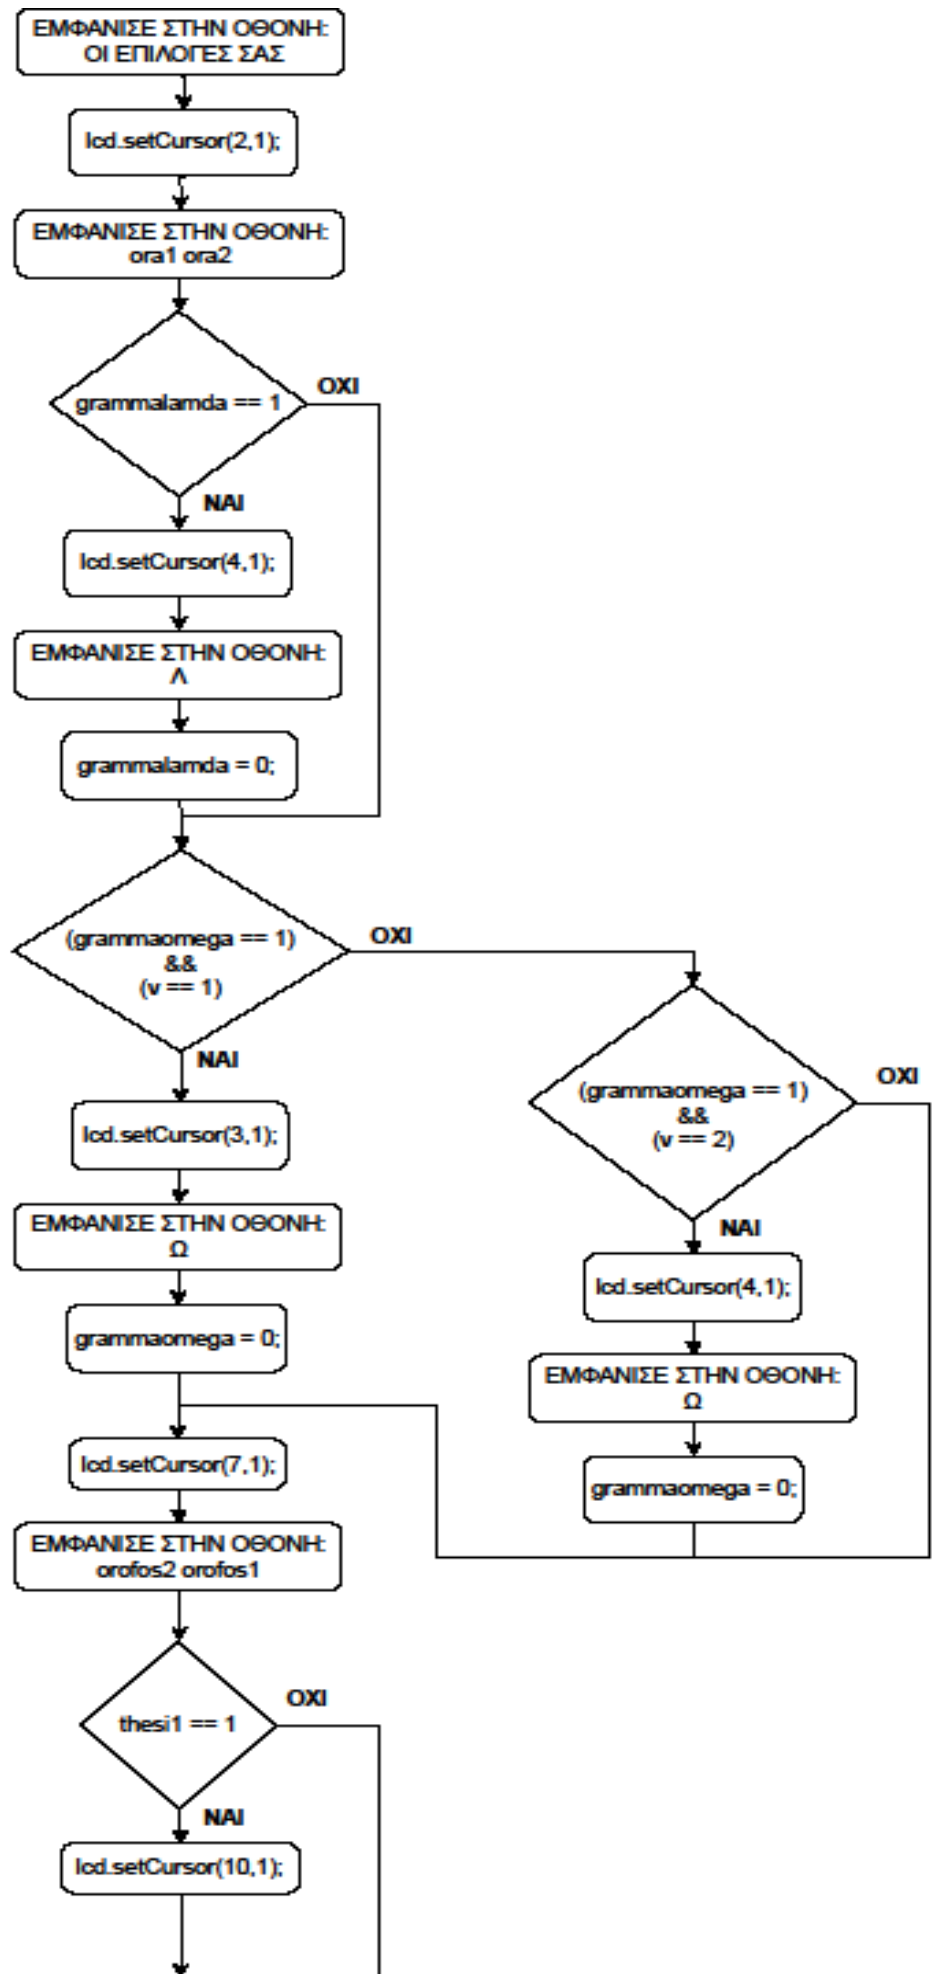 ΕΜΦΑΝΙΣΕ ΣΤΗΝ ΟΘΟΝΗ:
ΟΙ ΕΠΙΛΟΓΕΣ ΣΑΣ
lcd.setCursor(2,1);
ΕΜΦΑΝΙΣΕ ΣΤΗΝ ΟΘΟΝΗ:
ora1 ora2
grammalamda == 1
ΟΧΙ
ΝΑΙ
lcd.setCursor(4,1);
ΕΜΦΑΝΙΣΕ ΣΤΗΝ ΟΘΟΝΗ:
Λ
grammalamda = 0;
(grammaomega == 1)
&&
(v == 1)
ΟΧΙ
ΝΑΙ
lcd.setCursor(3,1);
ΕΜΦΑΝΙΣΕ ΣΤΗΝ ΟΘΟΝΗ:
Ω
grammaomega = 0;
(grammaomega == 1)
&&
(v == 2)
ΟΧΙ
ΝΑΙ
lcd.setCursor(4,1);
ΕΜΦΑΝΙΣΕ ΣΤΗΝ ΟΘΟΝΗ:
Ω
grammaomega = 0;
lcd.setCursor(7,1);
ΕΜΦΑΝΙΣΕ ΣΤΗΝ ΟΘΟΝΗ:
orofos2 orofos1
thesi1 == 1
ΟΧΙ
ΝΑΙ
lcd.setCursor(10,1);